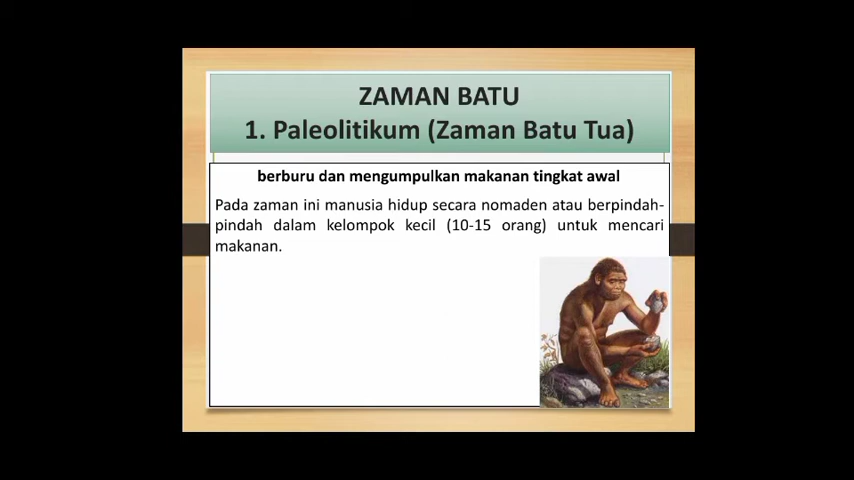 ZAMAN BATU
1. Paleolitikum (Zaman Batu Tua)
berburu dan mengumpulkan makanan tingkat awal
Pada zaman ini manusia hidup secara nomaden atau berpindah-
pindah dalam kelompok kecil (10-15 orang) untuk mencari
makanan.